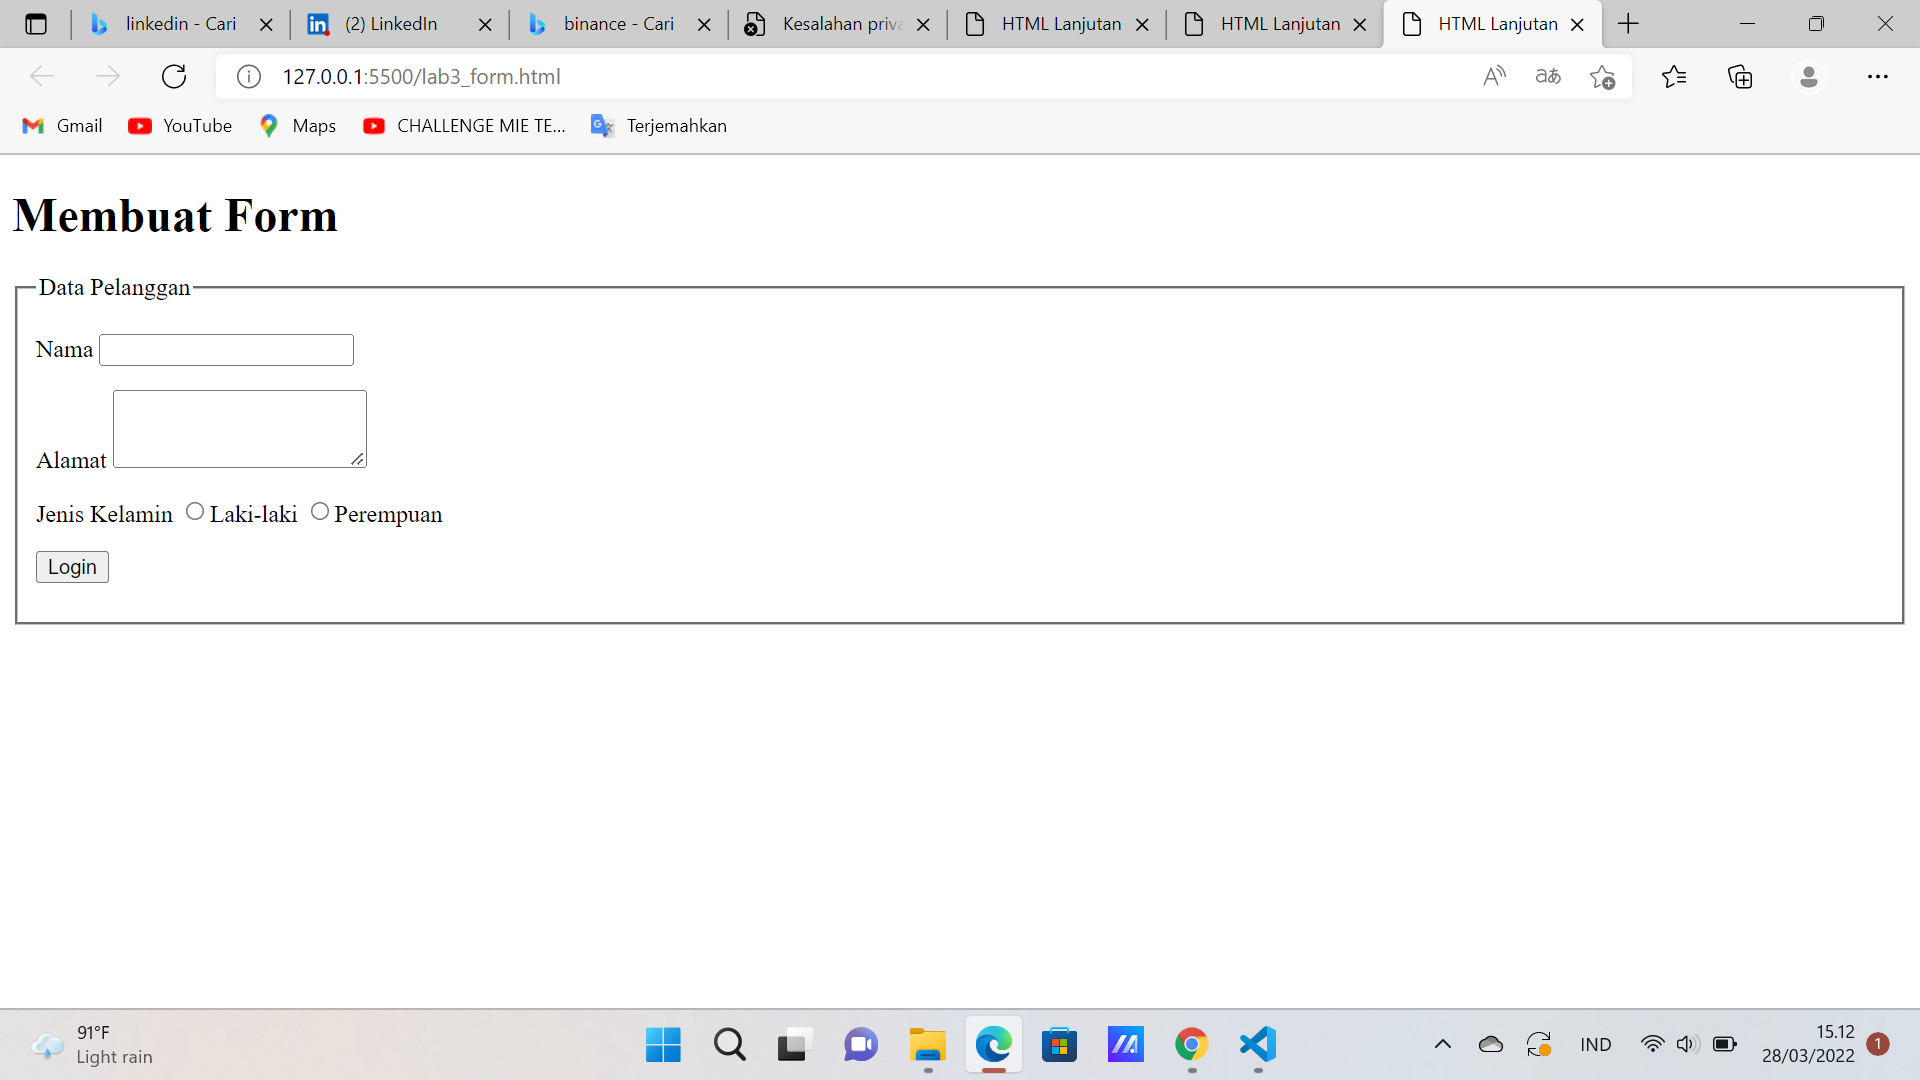 linkedin - Cari
(2) LinkedIn
binance - Cari
Kesalahan priva
HTML Lanjutan
HTML Lanjutan
HTML Lanjutan
127.0.0.1:5500/lab3_form.html
Gmail
YouTube
Maps
CHALLENGE MIE TE...
Terjemahkan
Membuat Form
Data Pelanggan
Nama
Alamat
Jenis Kelamin Laki-laki Perempuan
Login
91°F
Light rain
IND
15.12
28/03/2022
1